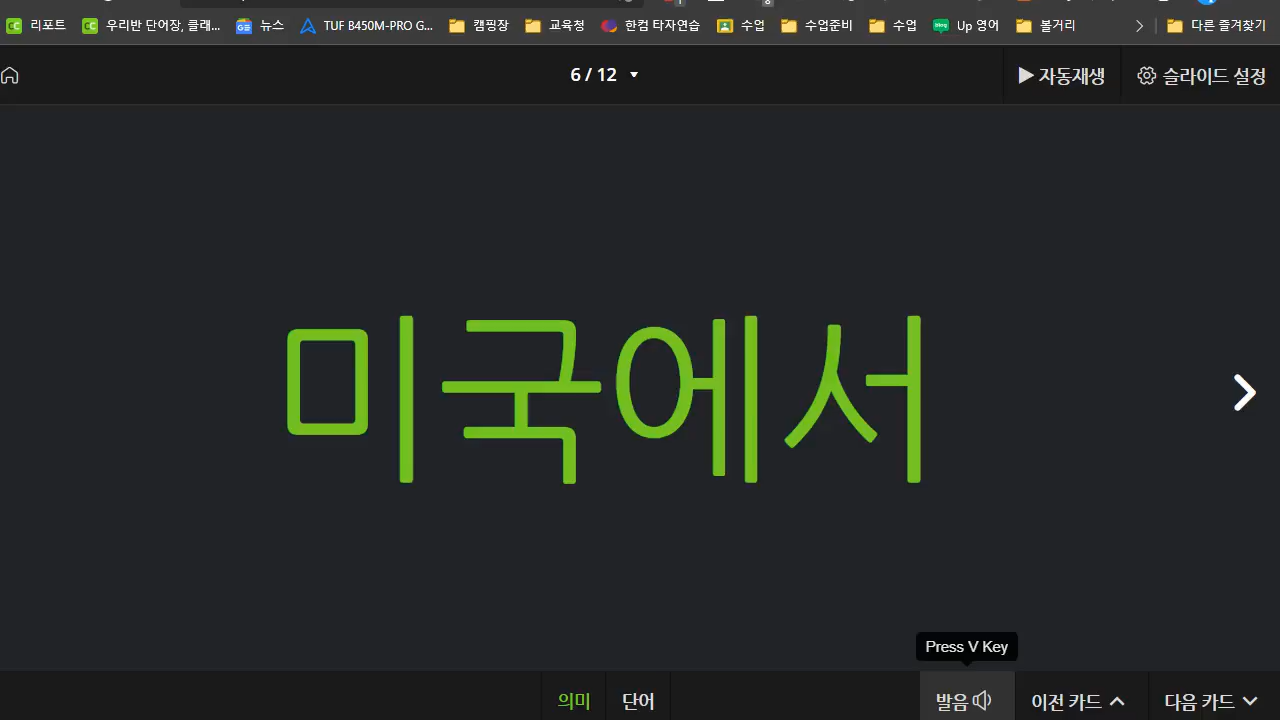 리포트 우리반 단어장, 클래... 뉴스 TUF B450M-PRO G... 캠핑장 교육청 한컴 타자연습 수업 수업준비 수업 Up 영어 볼거리 다른 즐겨찾기
6 / 12 자동재생 슬라이드 설정
미국에서
Press V Key
의미 단어 발음 이전 카드 다음 카드